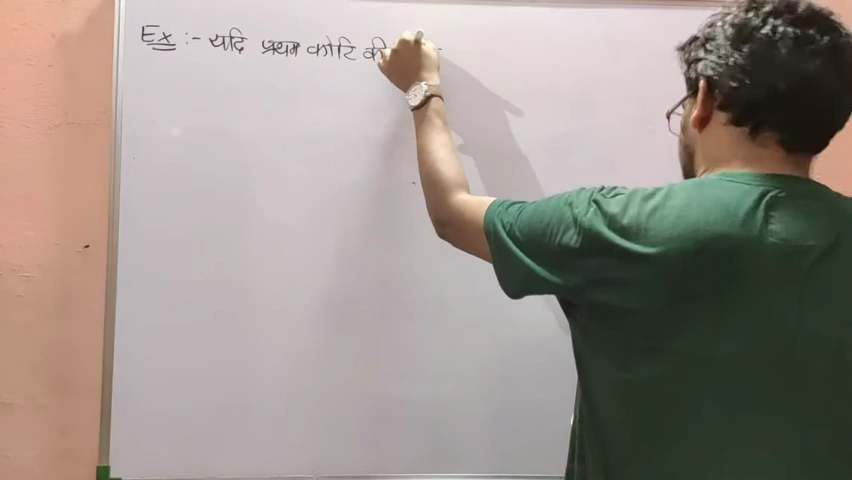 Ex :- यदि प्रथम कोटि की